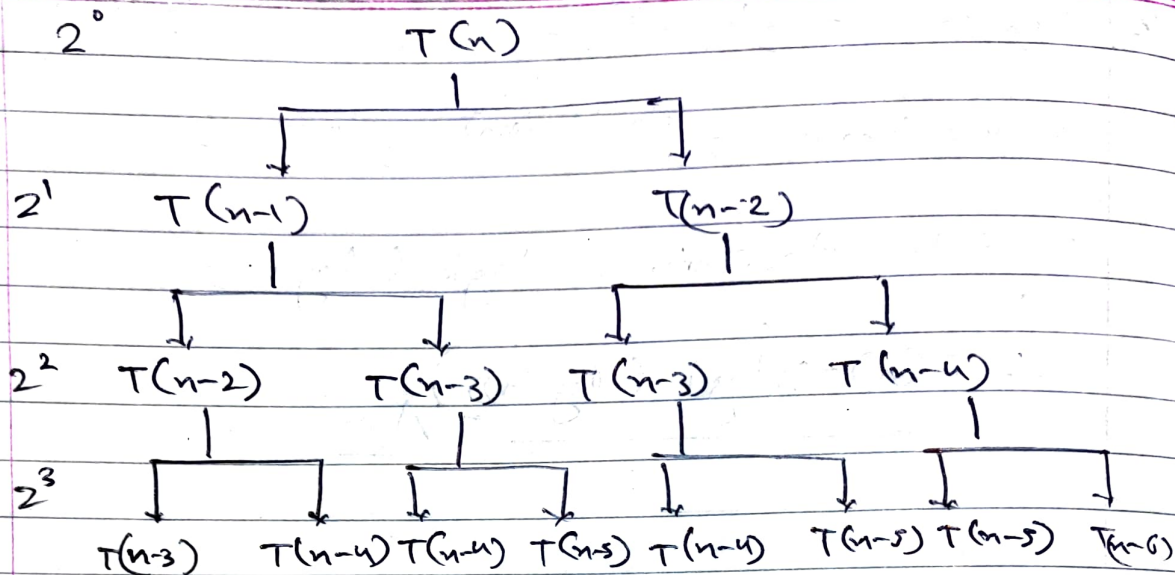 2⁰ T(n)
2¹ T(n-1) T(n-2)
2² T(n-2) T(n-3) T(n-3) T(n-4)
2³
T(n-3) T(n-4) T(n-4) T(n-5) T(n-4) T(n-5) T(n-5) T(n-6)